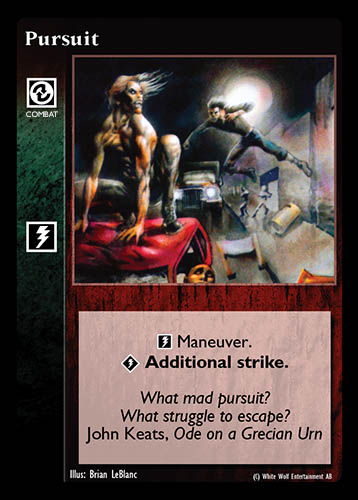 Pursuit
COMBAT
Maneuver.
Additional strike.
What mad pursuit?
What struggle to escape?
John Keats, Ode on a Grecian Urn
Illus: Brian LeBlanc
(C) White Wolf Entertainment AB